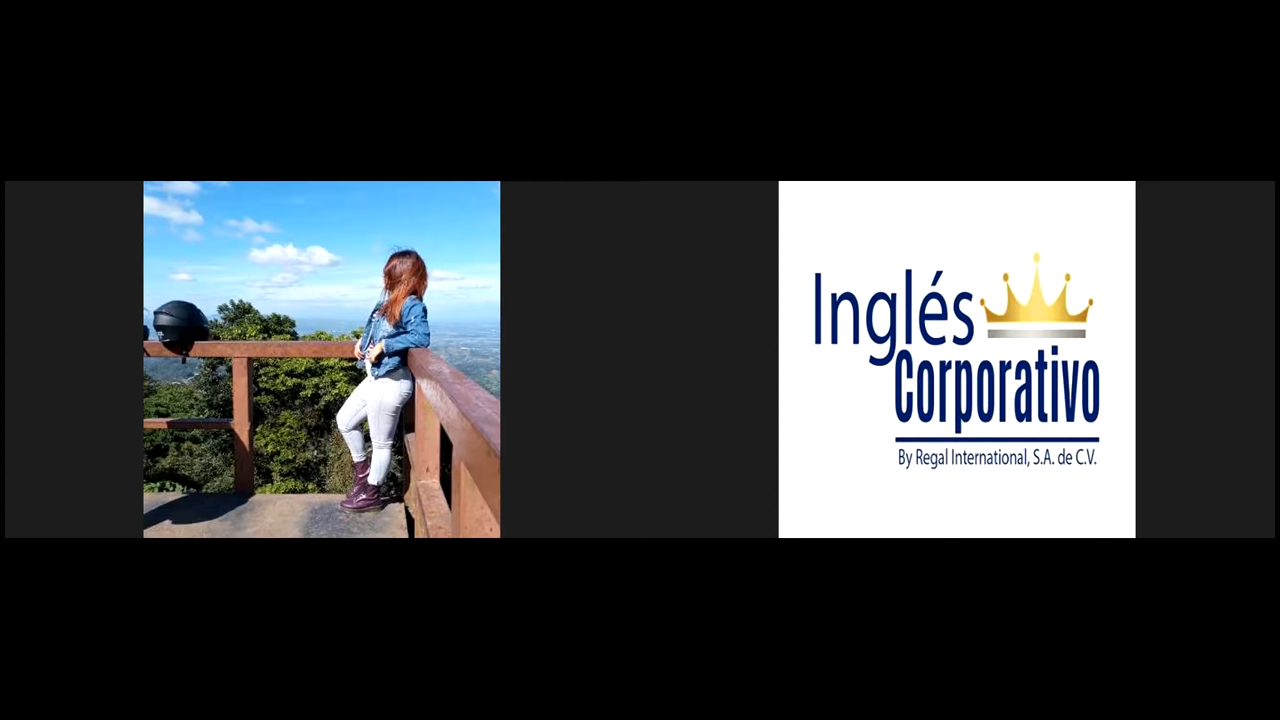 Inglés
Corporativo
By Regal International, S.A. de C.V.